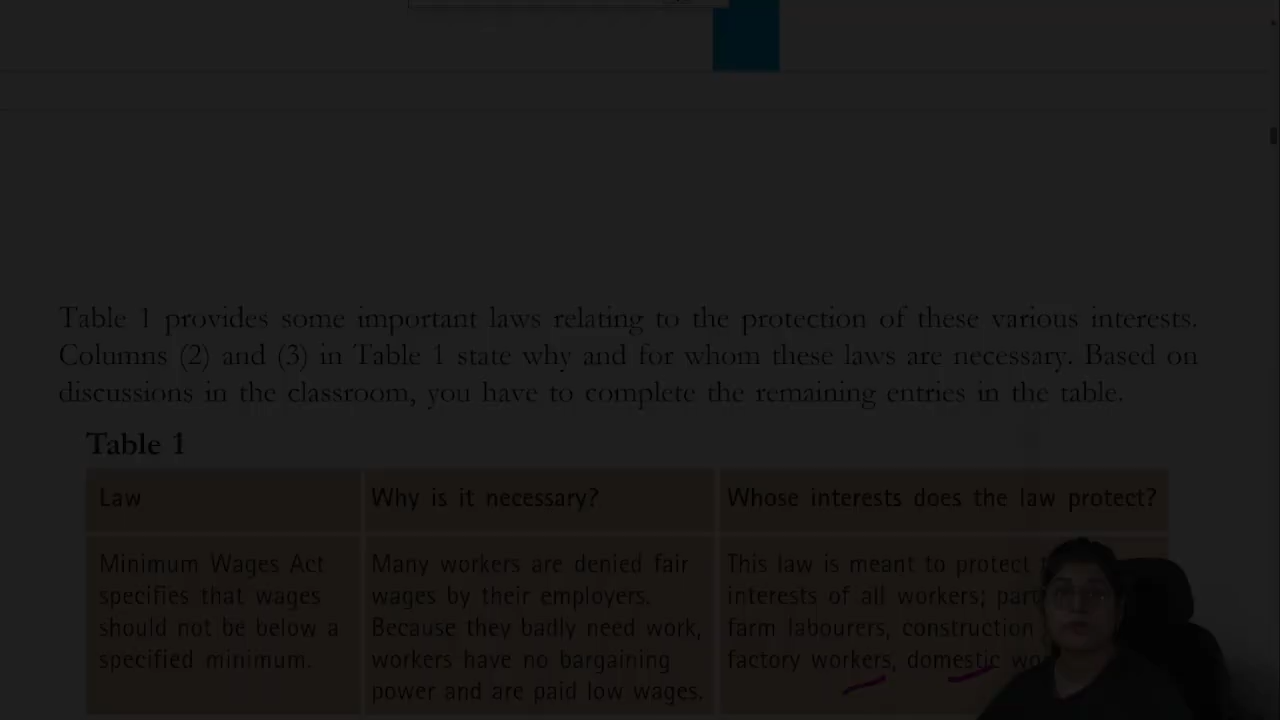 Table 1 provides some important laws relating to the protection of these various interests.
Columns (2) and (3) in Table 1 state why and for whom these laws are necessary. Based on
discussions in the classroom, you have to complete the remaining entries in the table.
Table 1
Law
Why is it necessary?
Whose interests does the law protect?
Minimum Wages Act
specifies that wages
should not be below a
specified minimum.
Many workers are denied fair
wages by their employers.
Because they badly need work,
workers have no bargaining
power and are paid low wages.
This law is meant to protect
interests of all workers;
farm labourers, construction
factory workers, domestic